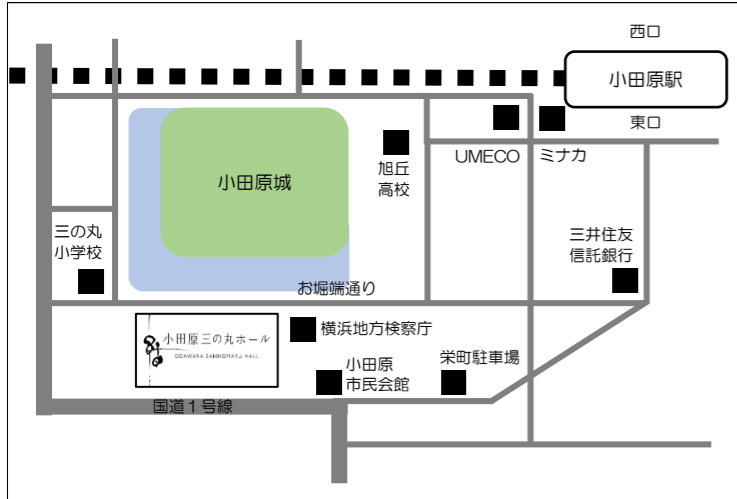 西口
小田原駅
東口
UMECO
ミナカ
旭丘
高校
小田原城
三の丸
小学校
三井住友
信託銀行
お堀端通り
小田原三の丸ホール
ODAWARA SANNOMARU HALL
横浜地方検察庁
小田原
市民会館
栄町駐車場
国道1号線